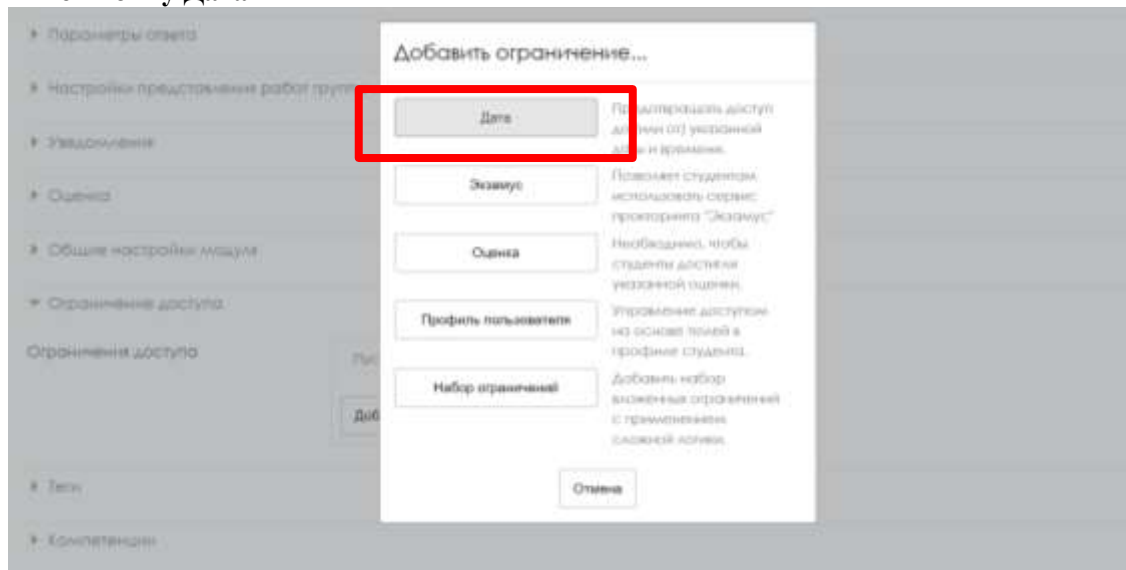 Дата
Параметры ответа
Настройки представления работ групп
Уведомления
Оценка
Общие настройки модуля
Ограничение доступа
Ограничения доступа
Теги
Компетенции
Добавить ограничение...
Дата
Предотвращать доступ
до (или от) указанной
даты и времени.
Экзамус
Позволяет студентам
использовать сервис
прокторинга "Экзамус"
Оценка
Необходимо, чтобы
студенты достигли
указанной оценки.
Профиль пользователя
Управление доступом
на основе полей в
профиле студента.
Набор ограничений
Добавить набор
вложенных ограничений
с применением
сложной логики.
Отмена